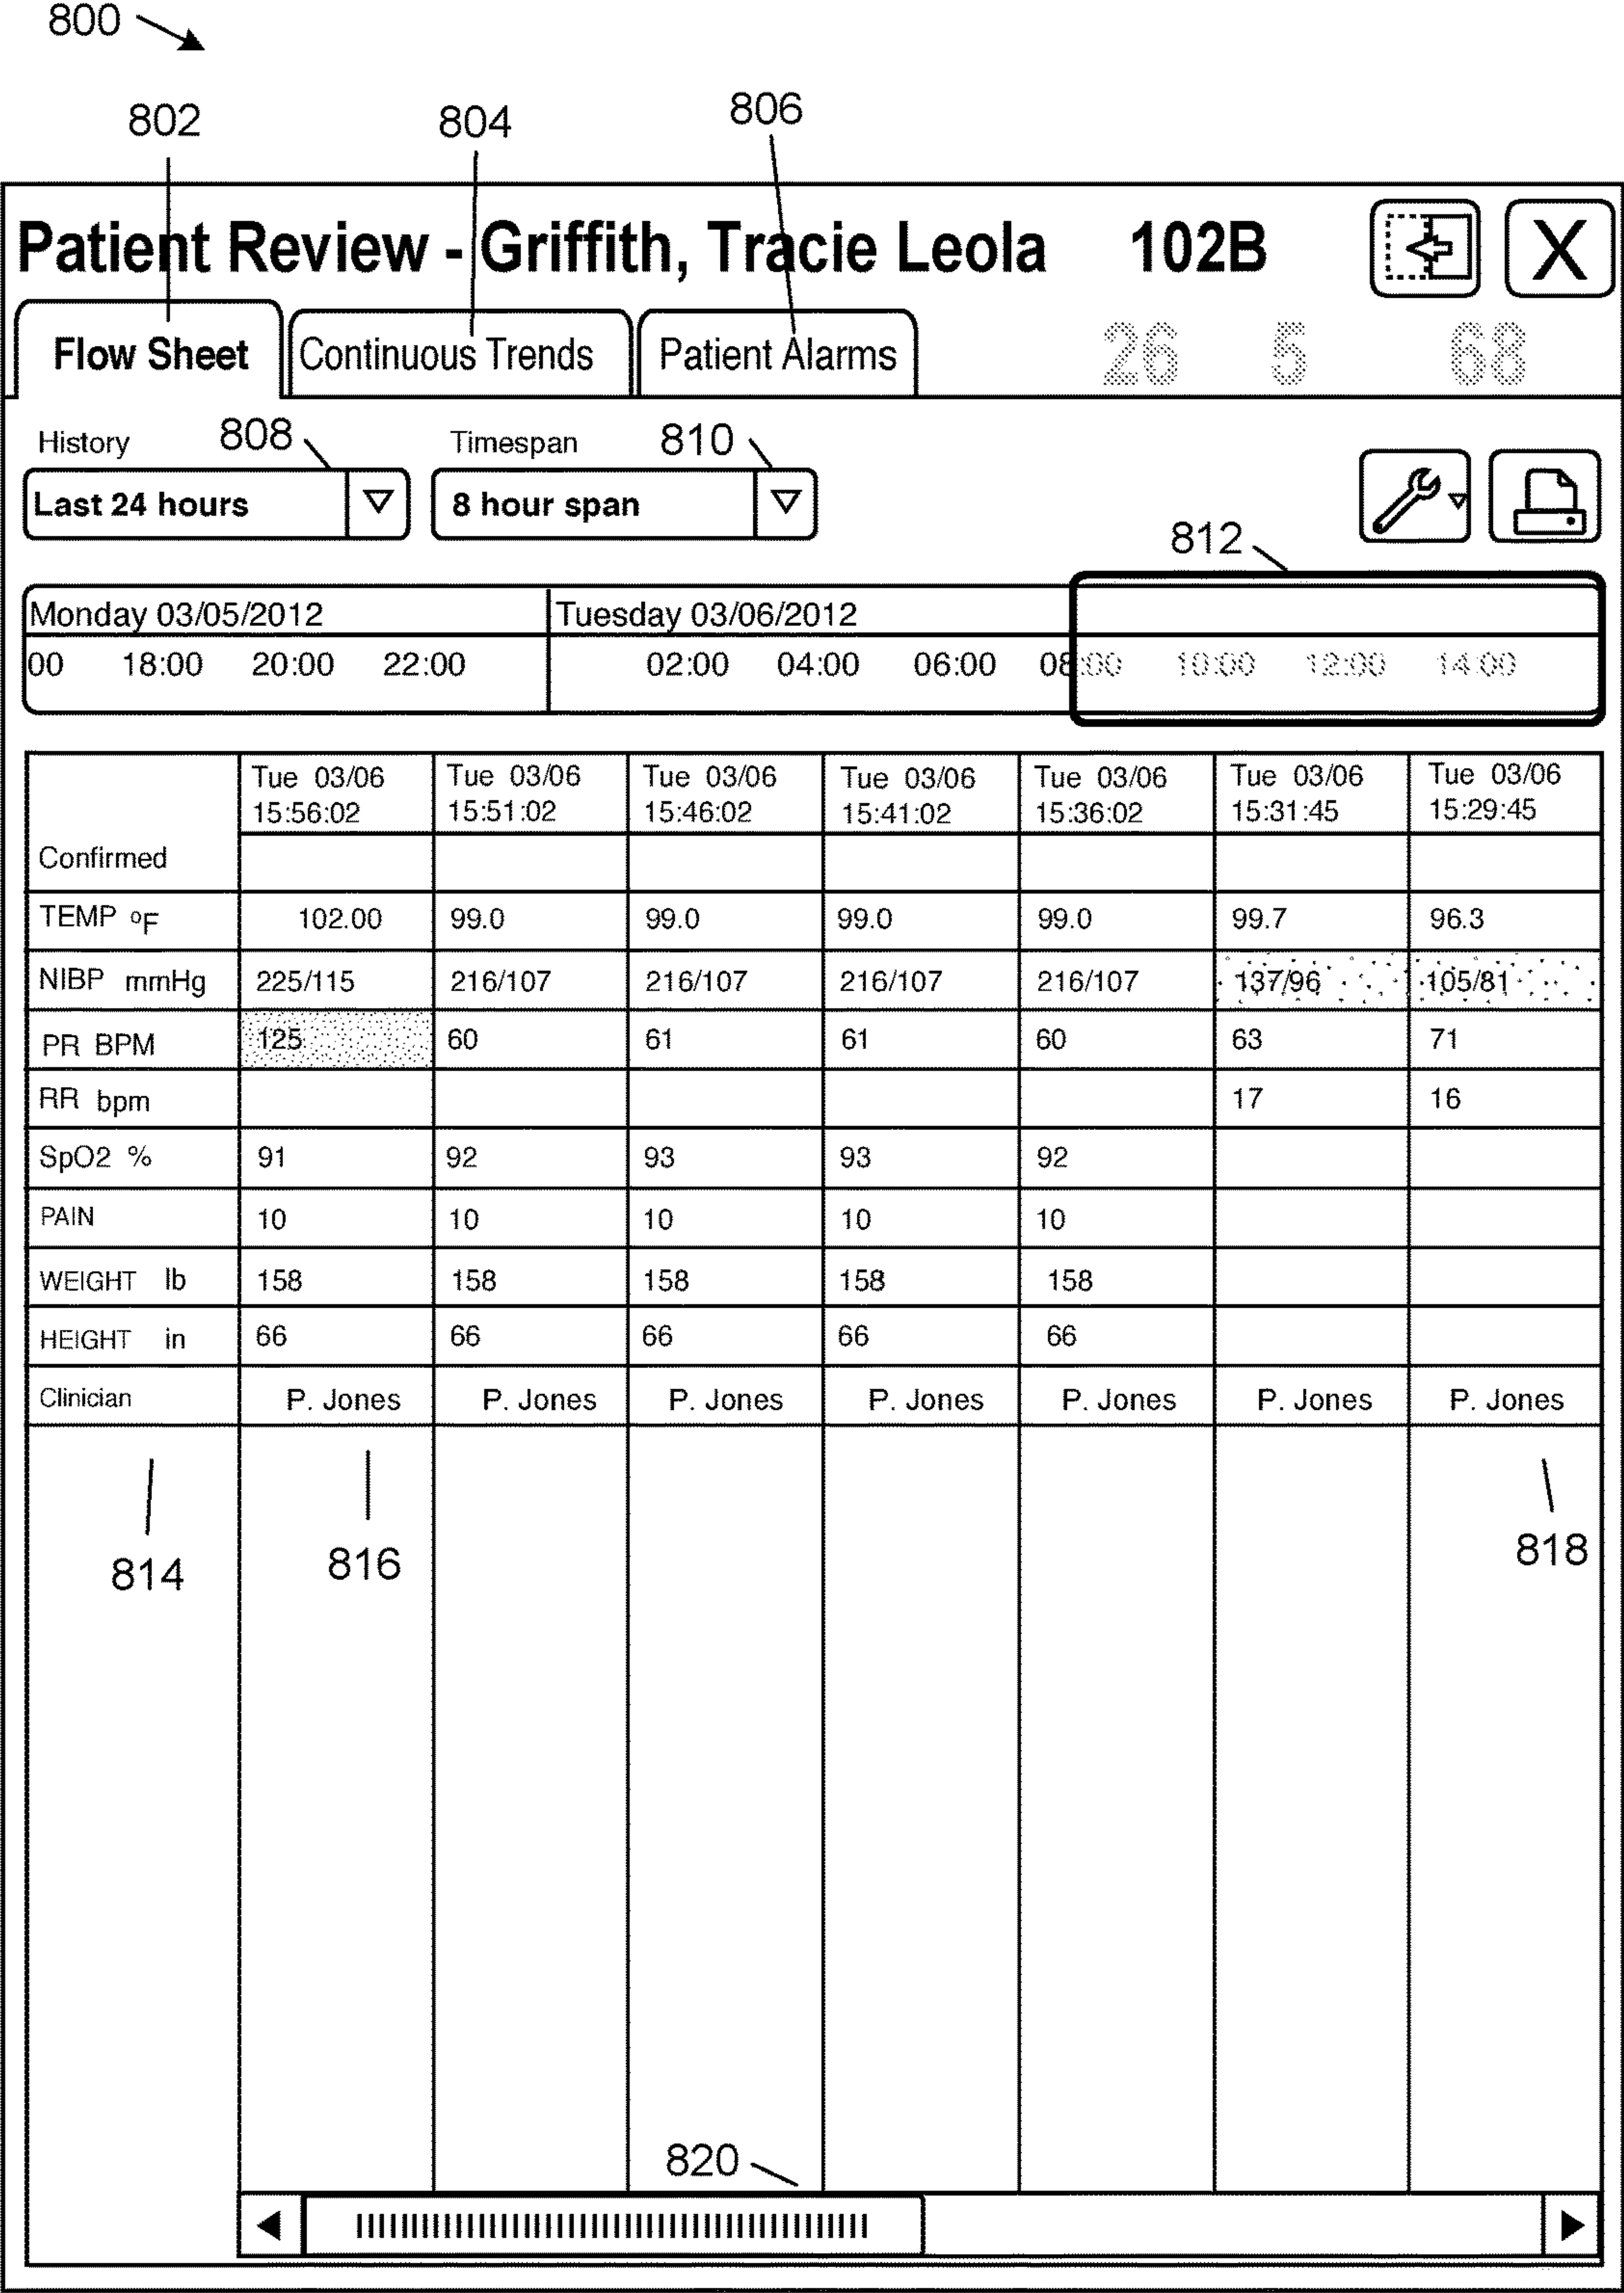 800
802 804 806
Patient Review - Griffith, Tracie Leola 102B X
Flow Sheet Continuous Trends Patient Alarms 26 5 68
History 808 Timespan 810
Last 24 hours 8 hour span
812
Monday 03/05/2012 Tuesday 03/06/2012
00 18:00 20:00 22:00 02:00 04:00 06:00 08:00 10:00 12:00 14:00
Tue 03/06 Tue 03/06 Tue 03/06 Tue 03/06 Tue 03/06 Tue 03/06 Tue 03/06
15:56:02 15:51:02 15:46:02 15:41:02 15:36:02 15:31:45 15:29:45
Confirmed
TEMP °F 102.00 99.0 99.0 99.0 99.0 99.7 96.3
NIBP mmHg 225/115 216/107 216/107 216/107 216/107 137/96 105/81
PR BPM 125 60 61 61 60 63 71
RR bpm 17 16
SpO2 % 91 92 93 93 92
PAIN 10 10 10 10 10
WEIGHT lb 158 158 158 158 158
HEIGHT in 66 66 66 66 66
Clinician P. Jones P. Jones P. Jones P. Jones P. Jones P. Jones P. Jones
814 816 818
820